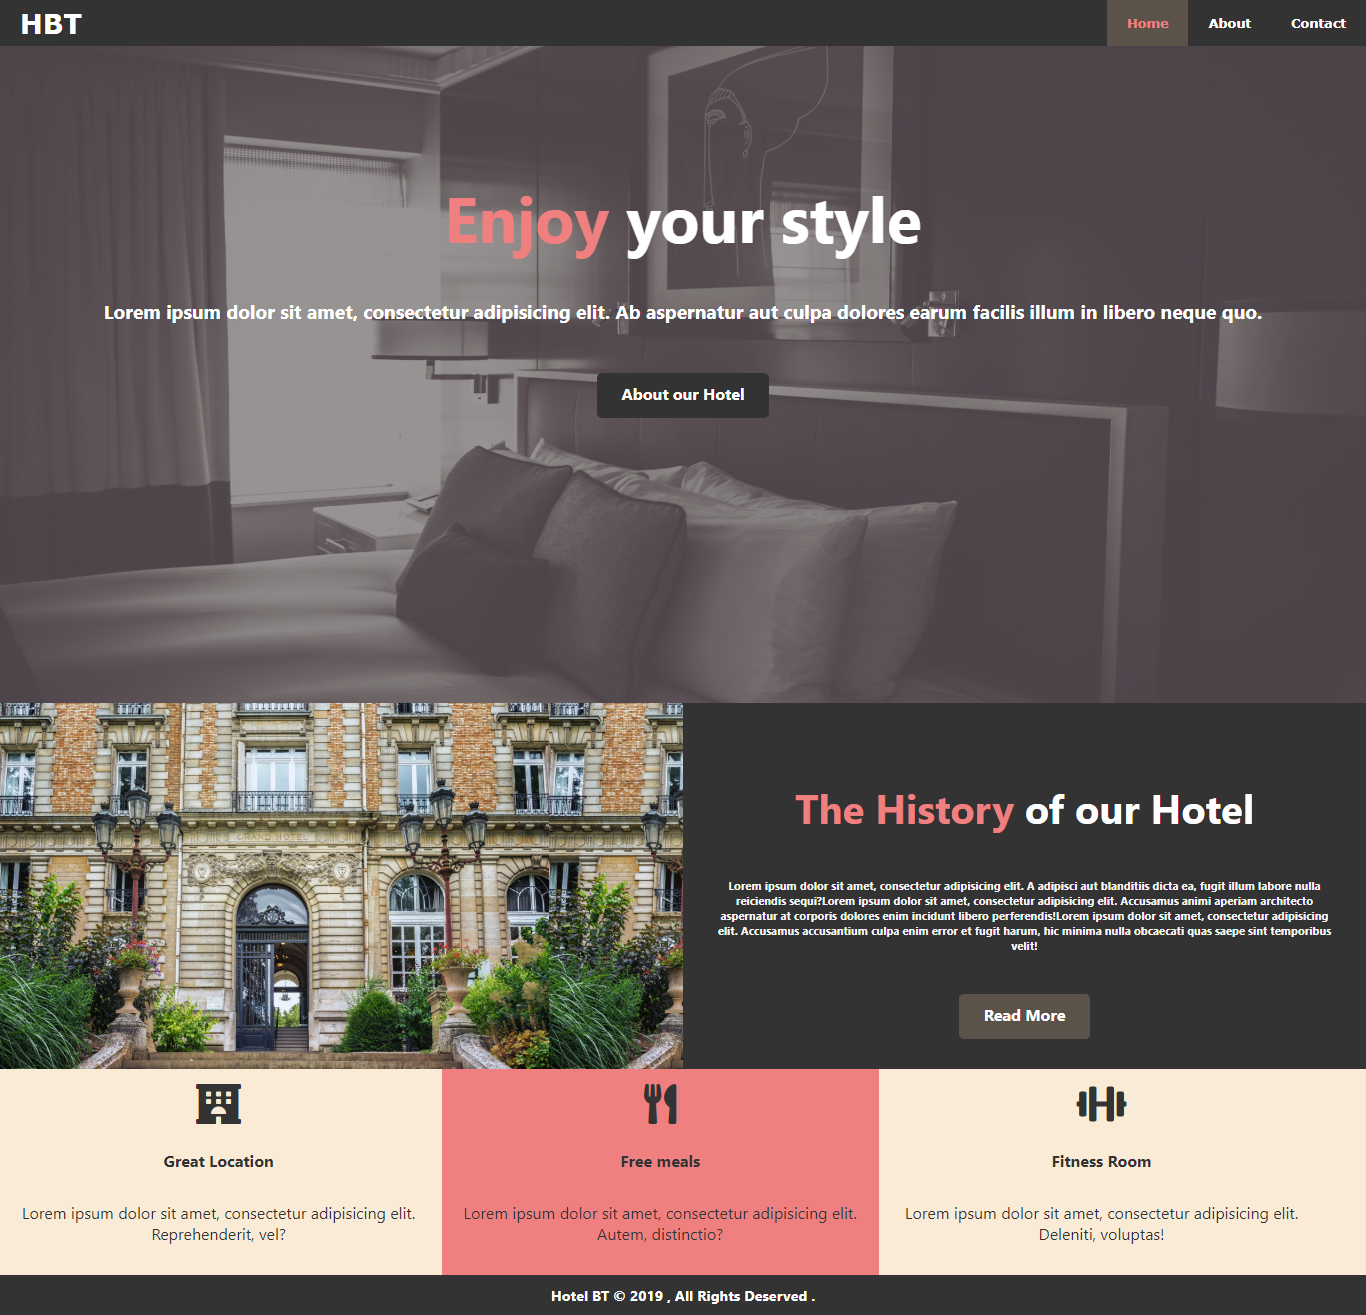 HBT
Home About Contact
Enjoy your style
Lorem ipsum dolor sit amet, consectetur adipisicing elit. Ab aspernatur aut culpa dolores earum facilis illum in libero neque quo.
About our Hotel
GRAND HOTEL
The History of our Hotel
Lorem ipsum dolor sit amet, consectetur adipisicing elit. A adipisci aut blanditiis dicta ea, fugit illum labore nulla
reiciendis sequi?Lorem ipsum dolor sit amet, consectetur adipisicing elit. Accusamus animi aperiam architecto
aspernatur at corporis dolores enim incidunt libero perferendis!Lorem ipsum dolor sit amet, consectetur adipisicing
elit. Accusamus accusantium culpa enim error et fugit harum, hic minima nulla obcaecati quas saepe sint temporibus
velit!
Read More
Great Location
Lorem ipsum dolor sit amet, consectetur adipisicing elit.
Reprehenderit, vel?
Free meals
Lorem ipsum dolor sit amet, consectetur adipisicing elit.
Autem, distinctio?
Fitness Room
Lorem ipsum dolor sit amet, consectetur adipisicing elit.
Deleniti, voluptas!
Hotel BT © 2019 , All Rights Deserved .